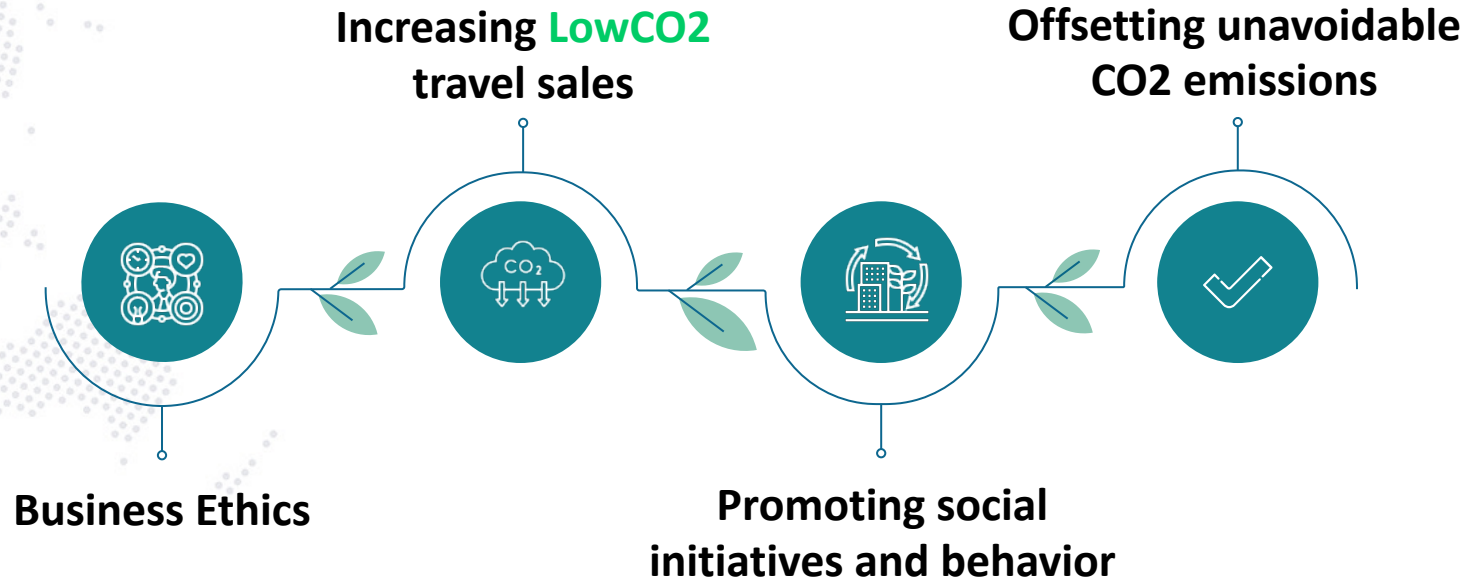 Increasing LowCO2
travel sales
Offsetting unavoidable
CO2 emissions
CO2
Business Ethics
Promoting social
initiatives and behavior